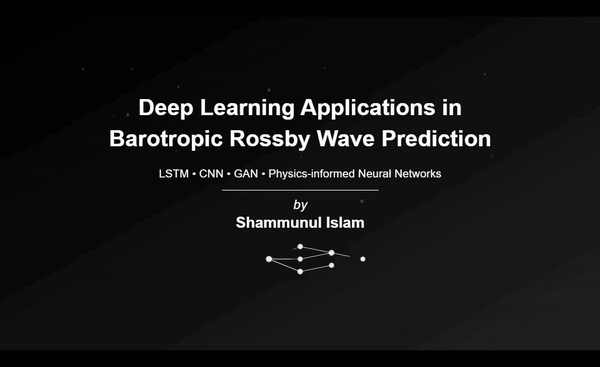 Deep Learning Applications in
Barotropic Rossby Wave Prediction
LSTM • CNN • GAN • Physics-informed Neural Networks
by
Shammunul Islam